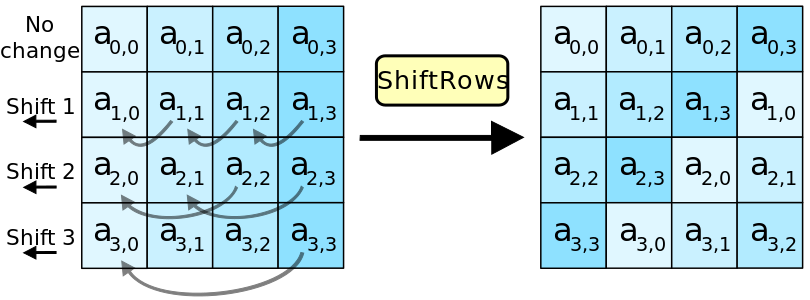 No
change
a0,0 a0,1 a0,2 a0,3
Shift 1
a1,0 a1,1 a1,2 a1,3
Shift 2
a2,0 a2,1 a2,2 a2,3
Shift 3
a3,0 a3,1 a3,2 a3,3
ShiftRows
a0,0 a0,1 a0,2 a0,3
a1,1 a1,2 a1,3 a1,0
a2,2 a2,3 a2,0 a2,1
a3,3 a3,0 a3,1 a3,2